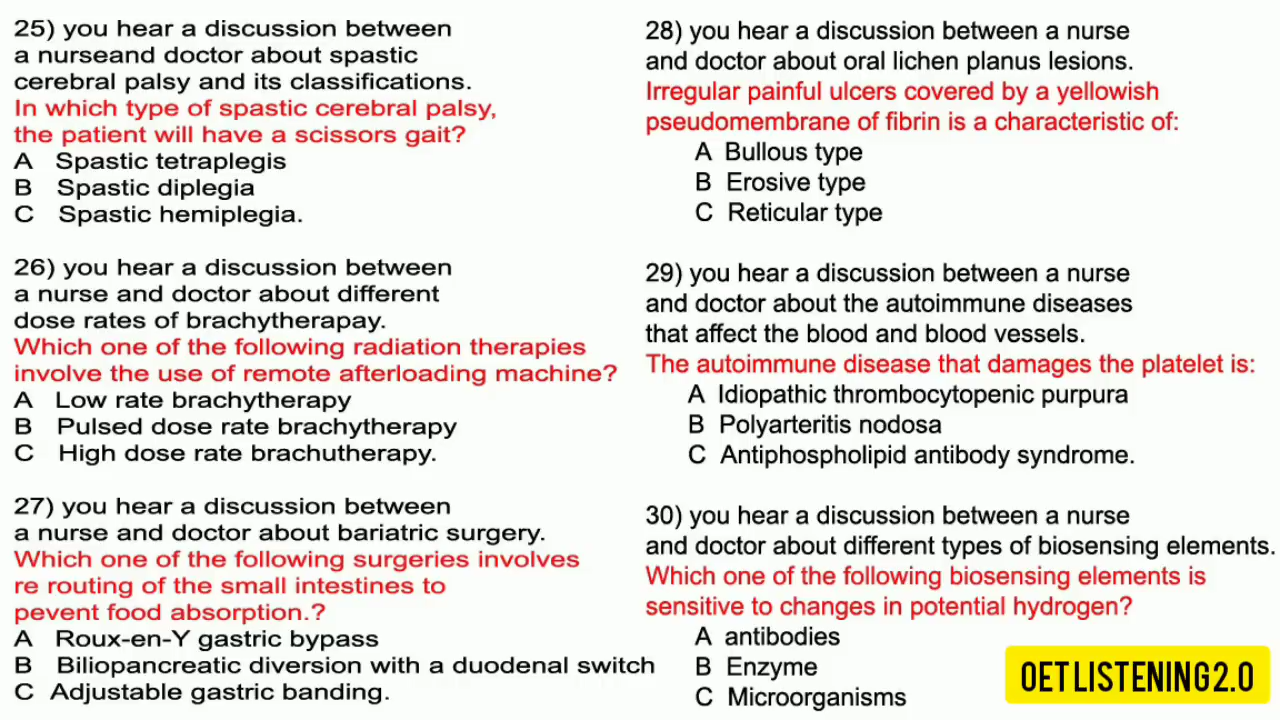 25) you hear a discussion between
a nurseand doctor about spastic
cerebral palsy and its classifications.
In which type of spastic cerebral palsy,
the patient will have a scissors gait?
A Spastic tetraplegis
B Spastic diplegia
C Spastic hemiplegia.
26) you hear a discussion between
a nurse and doctor about different
dose rates of brachytherapay.
Which one of the following radiation therapies
involve the use of remote afterloading machine?
A Low rate brachytherapy
B Pulsed dose rate brachytherapy
C High dose rate brachutherapy.
27) you hear a discussion between
a nurse and doctor about bariatric surgery.
Which one of the following surgeries involves
re routing of the small intestines to
pevent food absorption.?
A Roux-en-Y gastric bypass
B Biliopancreatic diversion with a duodenal switch
C Adjustable gastric banding.
28) you hear a discussion between a nurse
and doctor about oral lichen planus lesions.
Irregular painful ulcers covered by a yellowish
pseudomembrane of fibrin is a characteristic of:
A Bullous type
B Erosive type
C Reticular type
29) you hear a discussion between a nurse
and doctor about the autoimmune diseases
that affect the blood and blood vessels.
The autoimmune disease that damages the platelet is:
A Idiopathic thrombocytopenic purpura
B Polyarteritis nodosa
C Antiphospholipid antibody syndrome.
30) you hear a discussion between a nurse
and doctor about different types of biosensing elements.
Which one of the following biosensing elements is
sensitive to changes in potential hydrogen?
A antibodies
B Enzyme
C Microorganisms
OET LISTENING 2.0